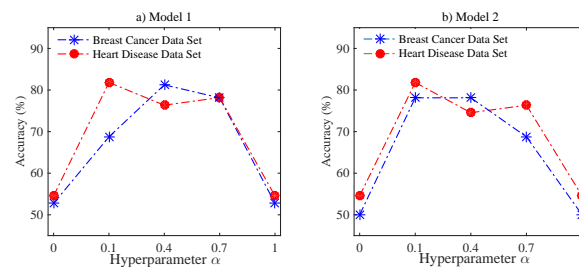 a) Model 1
90
80
70
60
50
Accuracy (%)
Breast Cancer Data Set
Heart Disease Data Set
0 0.1 0.4 0.7 1
Hyperparameter α
b) Model 2
90
80
70
60
50
Accuracy (%)
Breast Cancer Data Set
Heart Disease Data Set
0 0.1 0.4 0.7
Hyperparameter α